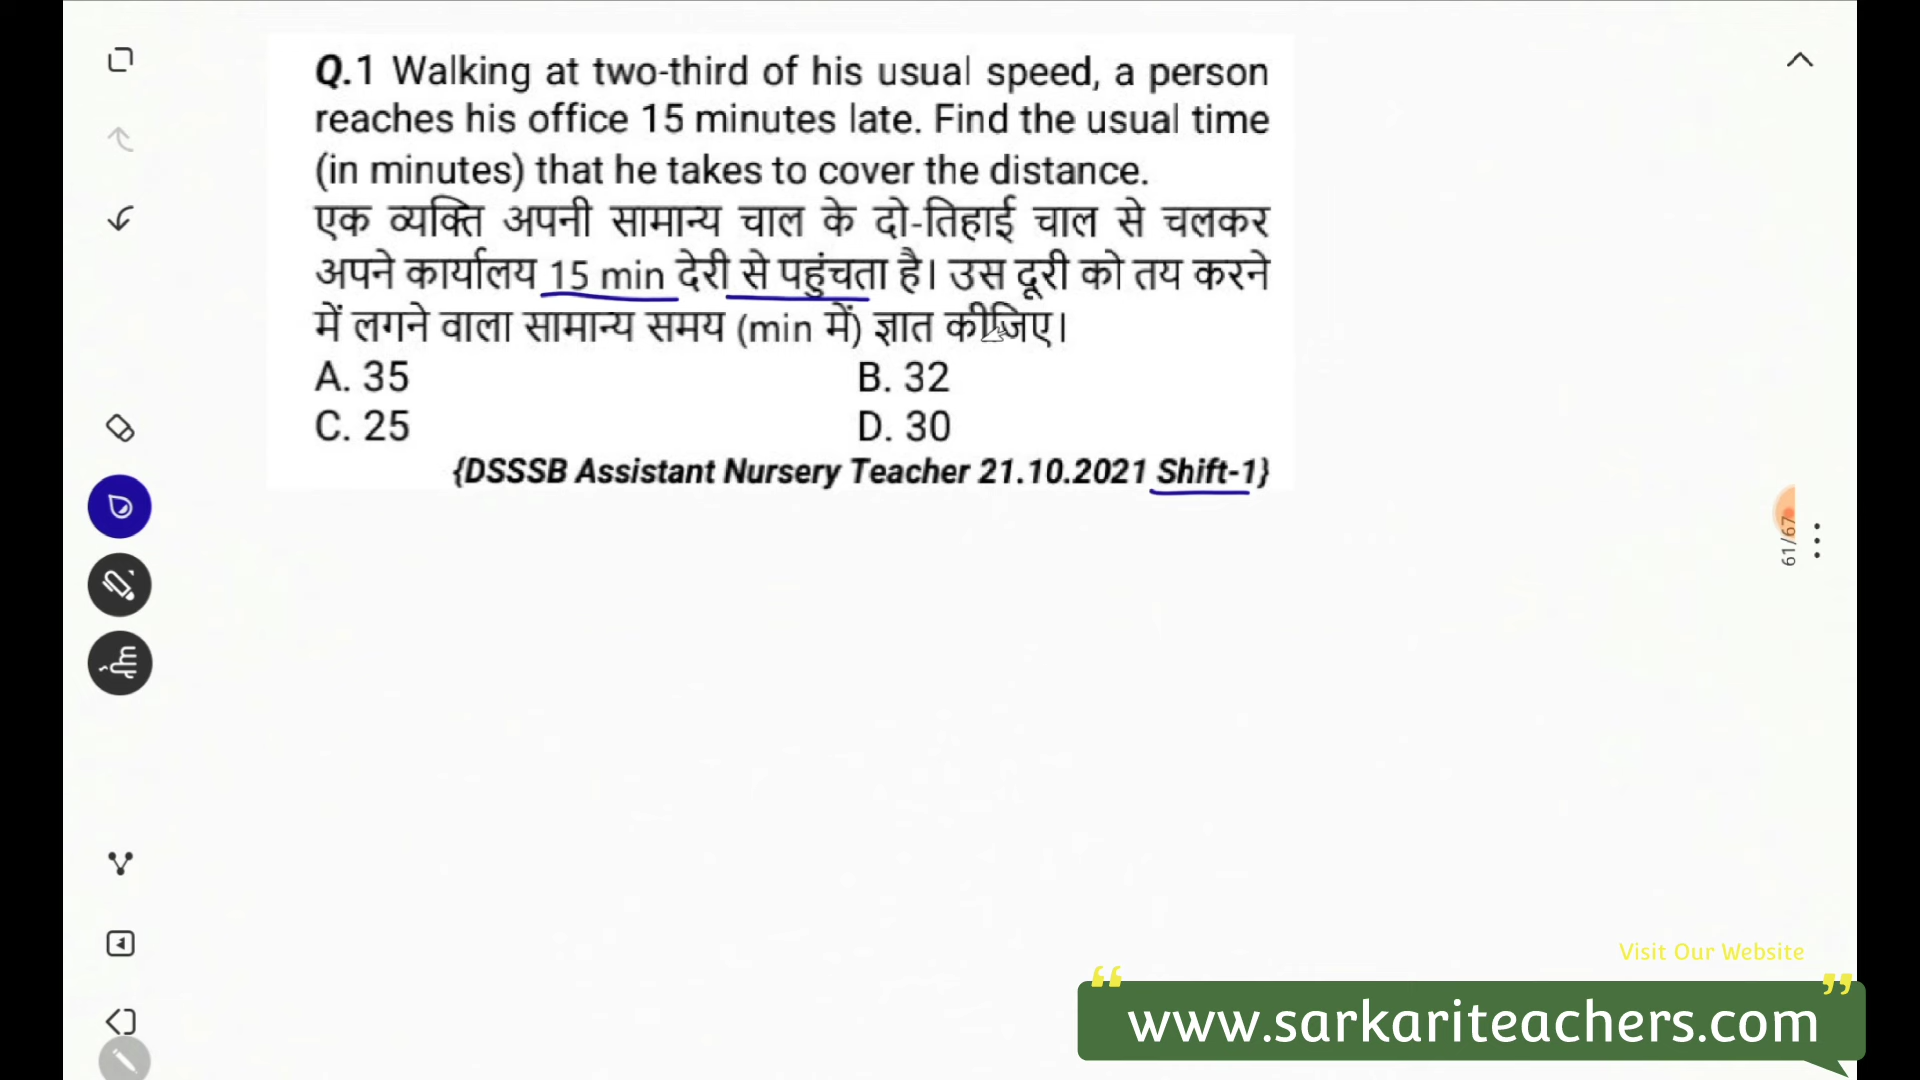 Q.1 Walking at two-third of his usual speed, a person
reaches his office 15 minutes late. Find the usual time
(in minutes) that he takes to cover the distance.
एक व्यक्ति अपनी सामान्य चाल के दो-तिहाई चाल से चलकर
अपने कार्यालय 15 min देरी से पहुंचता है। उस दूरी को तय करने
में लगने वाला सामान्य समय (min में) ज्ञात कीजिए।
A. 35 B. 32
C. 25 D. 30
{DSSSB Assistant Nursery Teacher 21.10.2021 Shift-1}
61/67
Visit Our Website
“ www.sarkariteachers.com ”